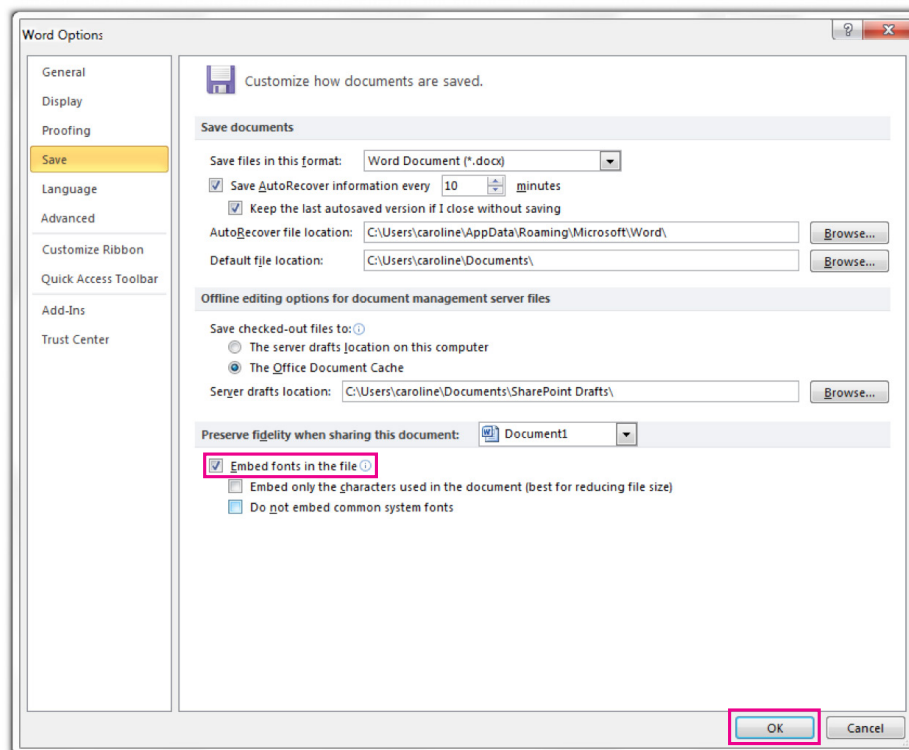 Word Options
General
Display
Proofing
Save
Language
Advanced
Customize Ribbon
Quick Access Toolbar
Add-Ins
Trust Center
Customize how documents are saved.
Save documents
Save files in this format: Word Document (*.docx)
Save AutoRecover information every 10 minutes
Keep the last autosaved version if I close without saving
AutoRecover file location: C:\Users\caroline\AppData\Roaming\Microsoft\Word\ Browse...
Default file location: C:\Users\caroline\Documents\ Browse...
Offline editing options for document management server files
Save checked-out files to:
The server drafts location on this computer
The Office Document Cache
Server drafts location: C:\Users\caroline\Documents\SharePoint Drafts\ Browse...
Preserve fidelity when sharing this document: Document1
Embed fonts in the file
Embed only the characters used in the document (best for reducing file size)
Do not embed common system fonts
OK Cancel